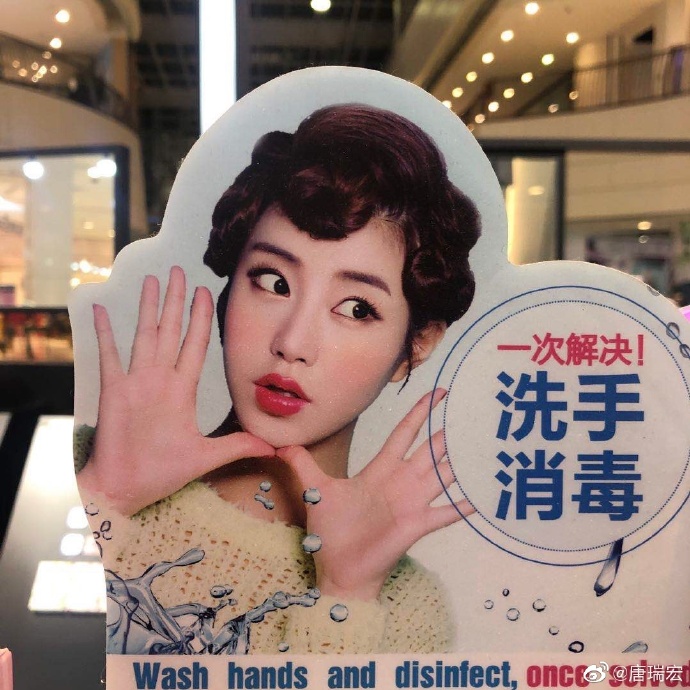 一次解决!
洗手
消毒
Wash hands and disinfect, once
@唐瑞宏